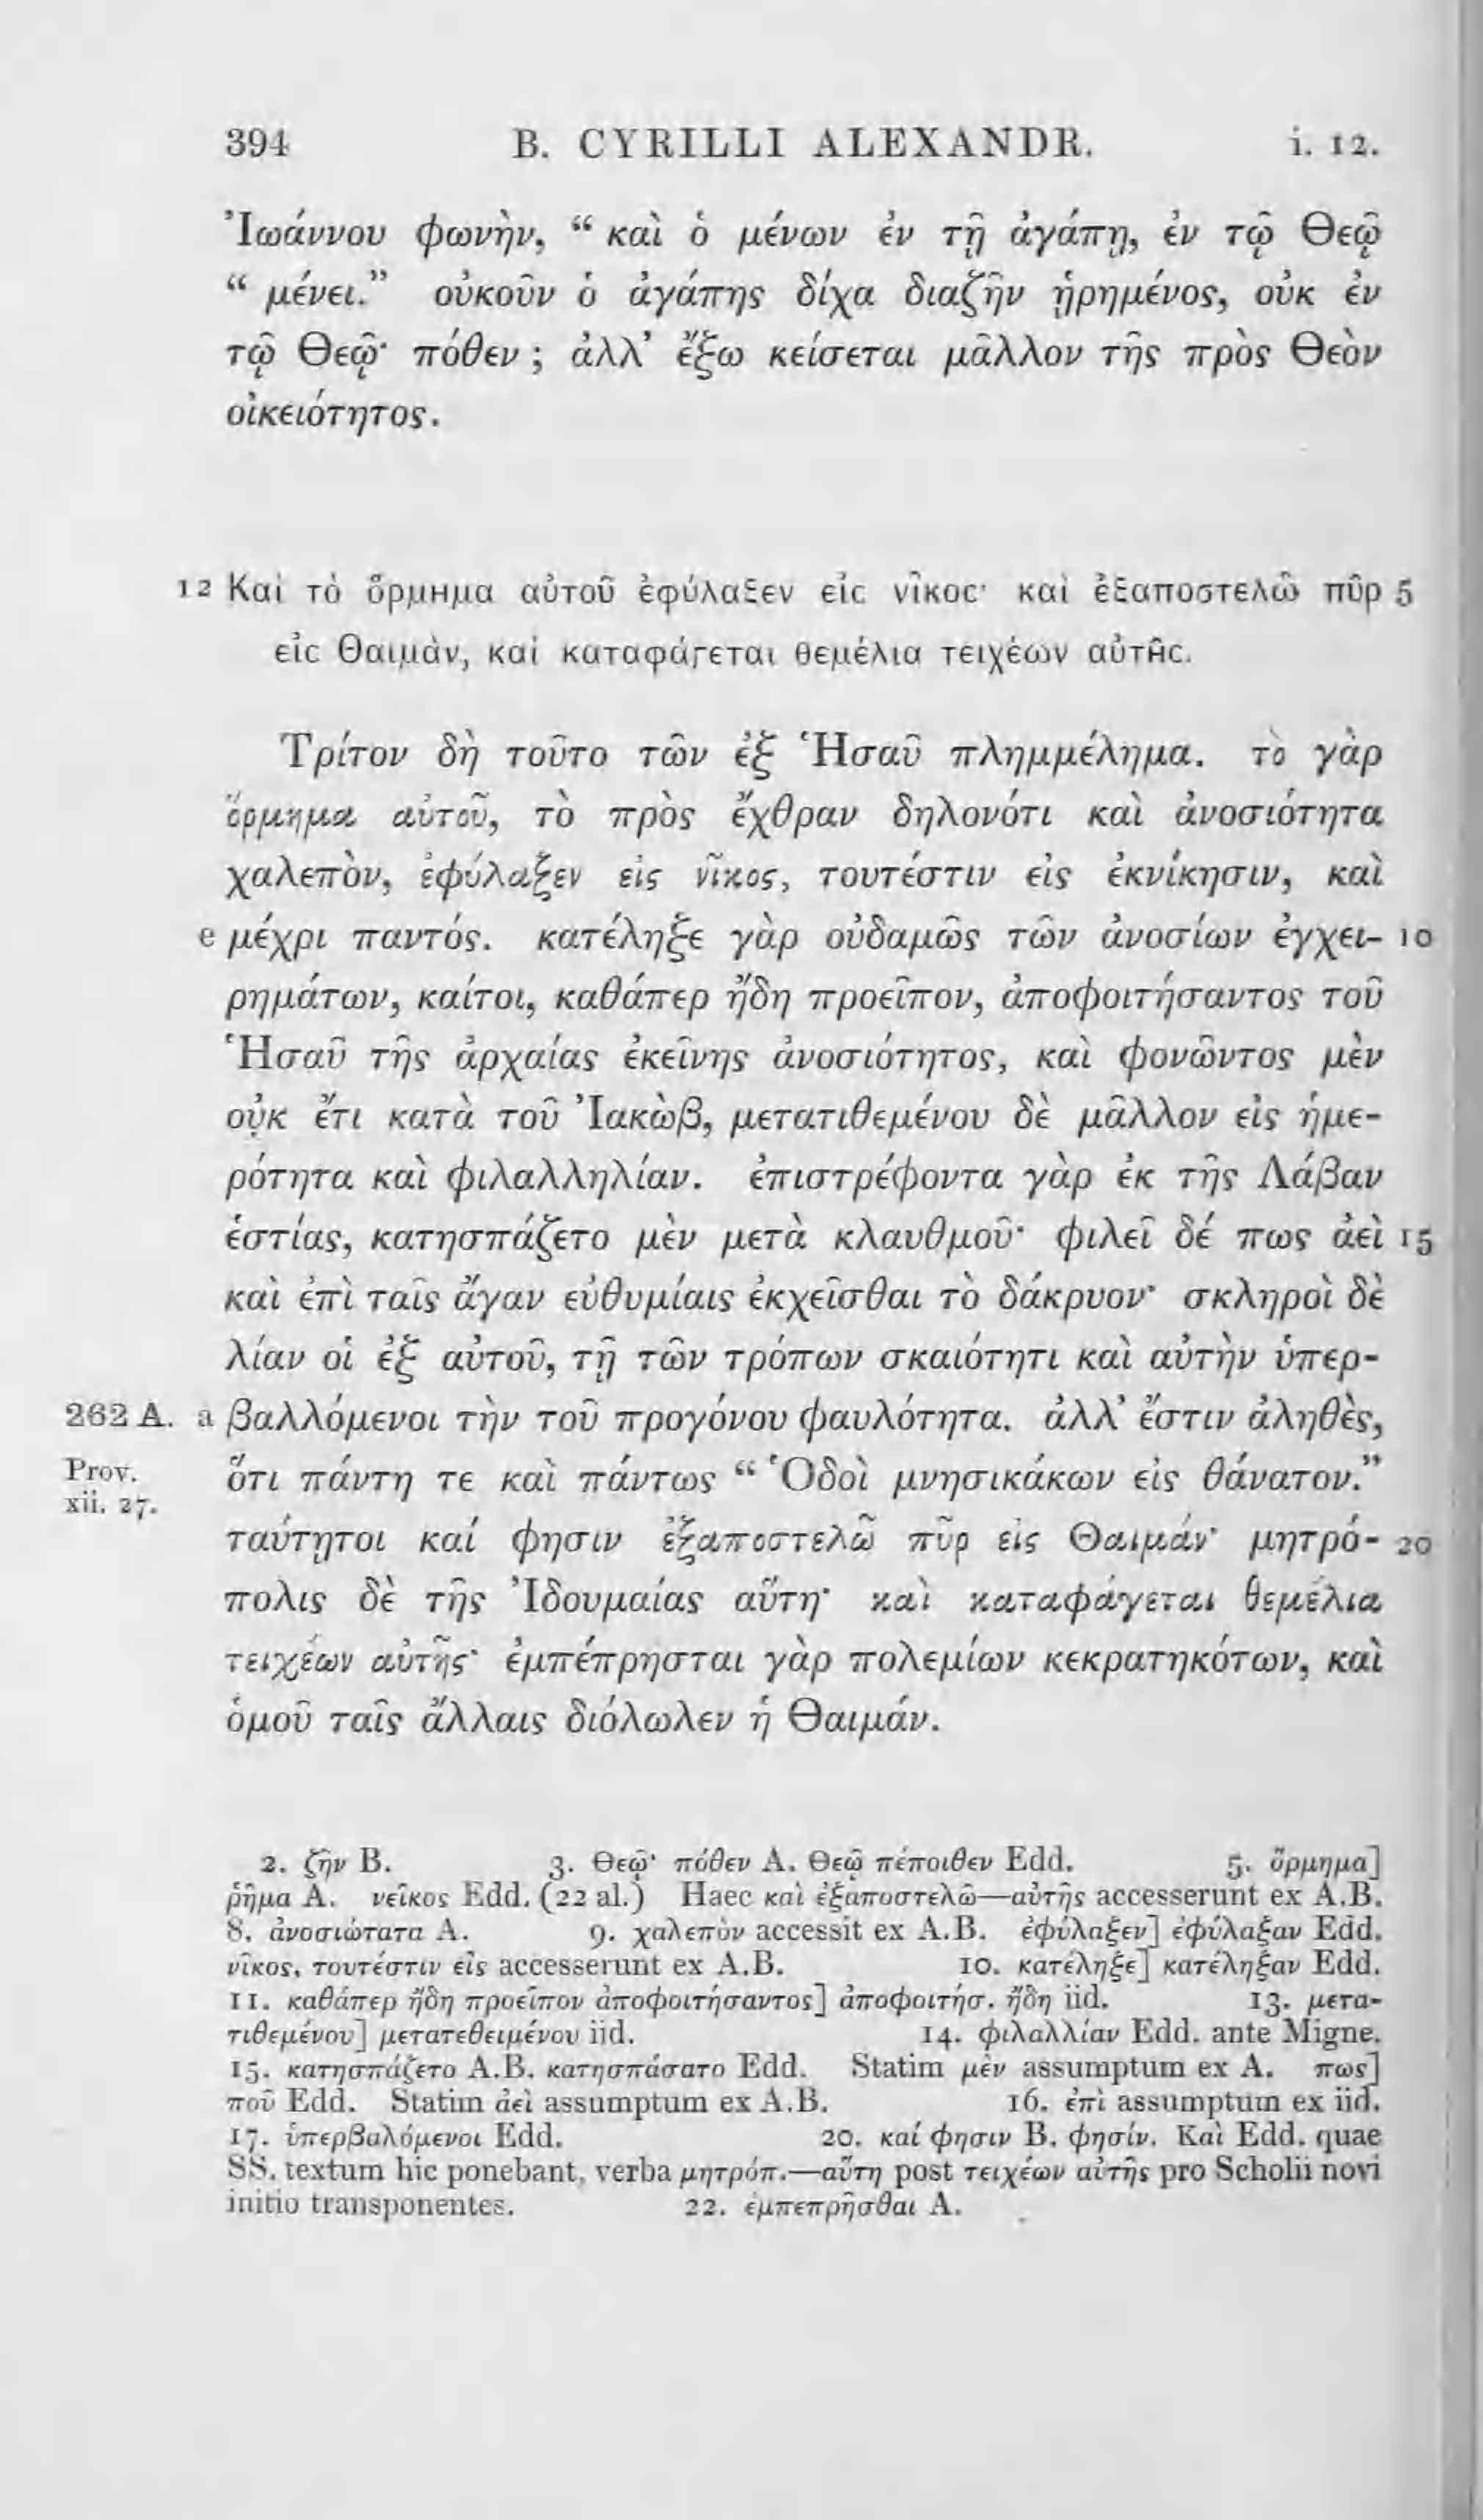 394 B. CYRILLI ALEXANDR. i. 12.
Ἰωάννου φωνὴν, “ καὶ ὁ μένων ἐν τῇ ἀγάπῃ, ἐν τῷ Θεῷ
“ μένει.” οὐκοῦν ὁ ἀγάπης δίχα διαζῆν ᾑρημένος, οὐκ ἐν
τῷ Θεῷ· πόθεν ; ἀλλ’ ἔξω κείσεται μᾶλλον τῆς πρὸς Θεὸν
οἰκειότητος.
12 Καὶ τὸ ὅρμημα αὐτοῦ ἐφύλαξεν εἰς νῖκος· καὶ ἐξαποστελῶ πῦρ 5
εἰς Θαιμὰν, καὶ καταφάγεται θεμέλια τειχέων αὐτῆς.
Τρίτον δὴ τοῦτο τῶν ἐξ Ἡσαῦ πλημμέλημα. τὸ γὰρ
ὅρμημα αὐτοῦ, τὸ πρὸς ἔχθραν δηλονότι καὶ ἀνοσιότητα
χαλεπὸν, ἐφύλαξεν εἰς νῖκος, τουτέστιν εἰς ἐκνίκησιν, καὶ
e μέχρι παντός. κατέληξε γὰρ οὐδαμῶς τῶν ἀνοσίων ἐγχει- 10
ρημάτων, καίτοι, καθάπερ ἤδη προεῖπον, ἀποφοιτήσαντος τοῦ
Ἡσαῦ τῆς ἀρχαίας ἐκεῖνης ἀνοσιότητος, καὶ φονῶντος μὲν
οὐκ ἔτι κατὰ τοῦ Ἰακὼβ, μετατιθεμένου δὲ μᾶλλον εἰς ἡμε-
ρότητα καὶ φιλαλληλίαν. ἐπιστρέφοντα γὰρ ἐκ τῆς Λάβαν
ἑστίας, κατησπάζετο μὲν μετὰ κλαυθμοῦ· φιλεῖ δέ πως ἀεὶ 15
καὶ ἐπὶ ταῖς ἄγαν εὐθυμίαις ἐκχεῖσθαι τὸ δάκρυον· σκληροὶ δὲ
λίαν οἱ ἐξ αὐτοῦ, τῇ τῶν τρόπων σκαιότητι καὶ αὐτὴν ὑπερ-
262 A. a βαλλόμενοι τὴν τοῦ προγόνου φαυλότητα. ἀλλ’ ἔστιν ἀληθὲς,
Prov. ὅτι πάντη τε καὶ πάντως “ Ὁδοὶ μνησικάκων εἰς θάνατον.”
xii. 27.
ταύτῃτοι καί φησιν ἐξαποστελῶ πῦρ εἰς Θαιμάν· μητρό- 20
πολις δὲ τῆς Ἰδουμαίας αὕτη· καὶ καταφάγεται θεμέλια
τειχέων αὐτῆς· ἐμπέπρησται γὰρ πολεμίων κεκρατηκότων, καὶ
ὁμοῦ ταῖς ἄλλαις διόλωλεν ἡ Θαιμάν.
2. ζῆν B. 3. Θεῷ· πόθεν A. Θεῷ πέποιθεν Edd. 5. ὅρμημα]
ῥῆμα A. νεῖκος Edd. (22 al.) Haec καὶ ἐξαποστελῶ—αὐτῆς accesserunt ex A.B.
8. ἀνοσιώτατα A. 9. χαλεπὸν accessit ex A.B. ἐφύλαξεν] ἐφύλαξαν Edd.
νῖκος, τουτέστιν εἰς accesserunt ex A.B. 10. κατέληξε] κατέληξαν Edd.
11. καθάπερ ἤδη προεῖπον ἀποφοιτήσαντος] ἀποφοιτήσ. ἤδη iid. 13. μετα-
τιθεμένου] μετατεθειμένου iid. 14. φιλαλλίαν Edd. ante Migne.
15. κατησπάζετο A.B. κατησπάσατο Edd. Statim μὲν assumptum ex A. πως]
ποῦ Edd. Statim ἀεὶ assumptum ex A.B. 16. ἐπὶ assumptum ex iid.
17. ὑπερβαλόμενοι Edd. 20. καί φησιν B. φησίν. Καὶ Edd. quae
SS. textum hic ponebant, verba μητρόπ.—αὕτη post τειχέων αὐτῆς pro Scholii novi
initio transponentes. 22. ἐμπεπρῆσθαι A.